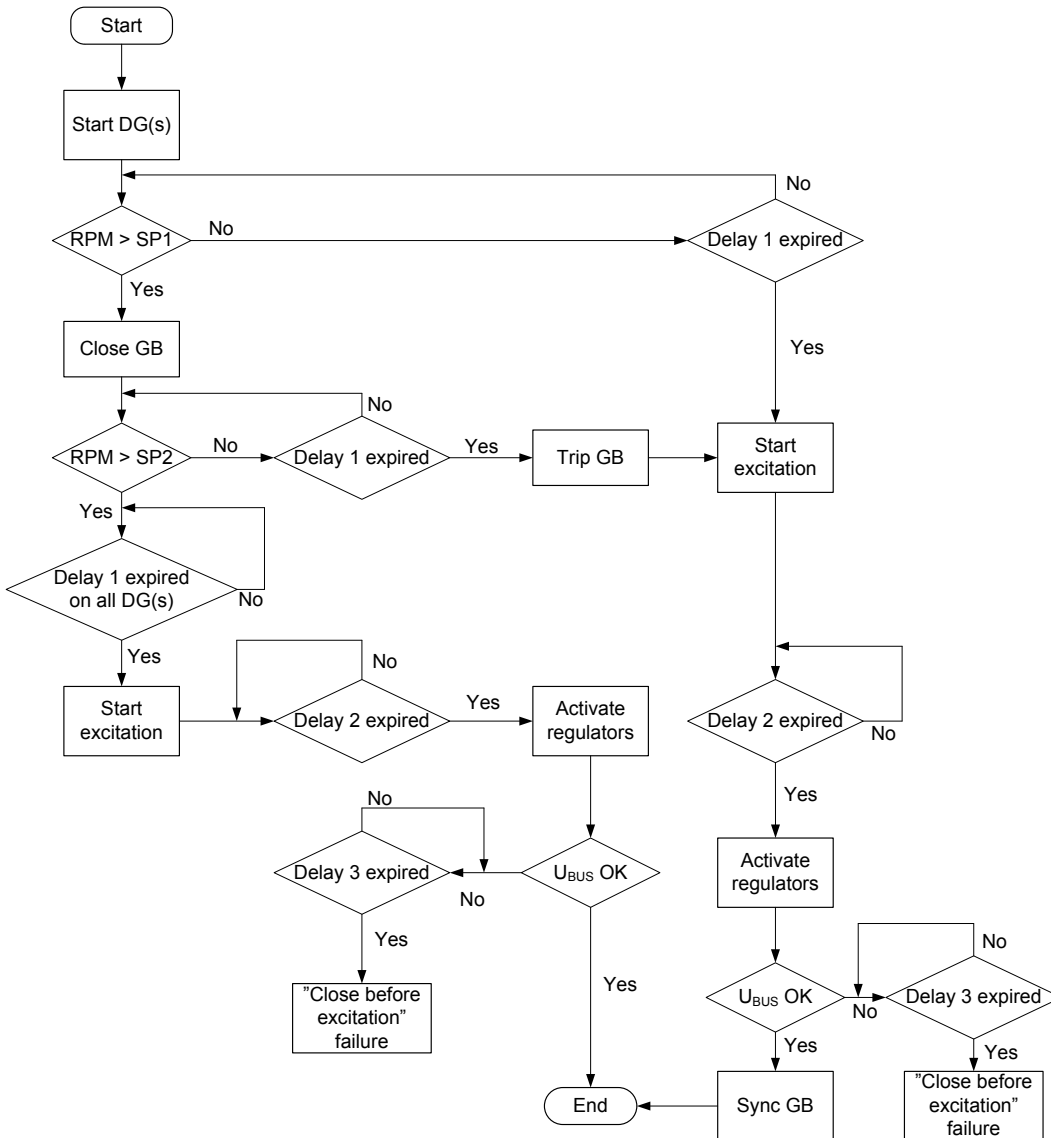 Start
Start DG(s)
No
RPM > SP1
No
Delay 1 expired
Yes
Close GB
Yes
No
RPM > SP2
No
Delay 1 expired
Yes
Trip GB
Start
excitation
Yes
Delay 1 expired
on all DG(s)
No
Yes
No
Start
excitation
Delay 2 expired
Yes
Activate
regulators
Delay 2 expired
No
Yes
No
Delay 3 expired
No
UBUS OK
Activate
regulators
Yes
No
Yes
UBUS OK
No
Delay 3 expired
"Close before
excitation"
failure
Yes
Yes
End
Sync GB
"Close before
excitation"
failure